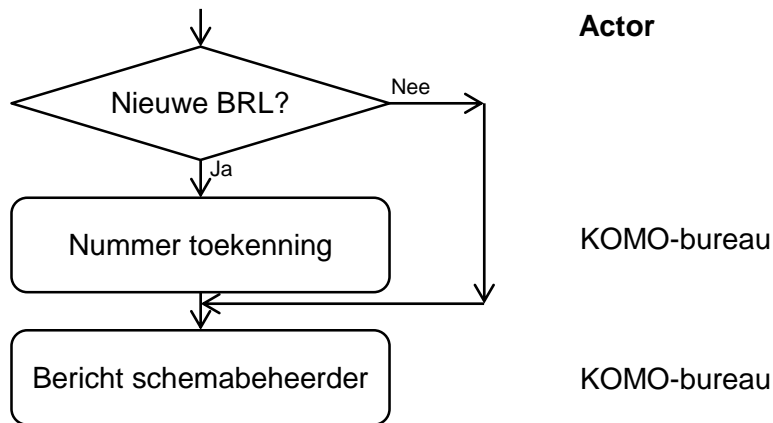 Actor
Nieuwe BRL?
Nee
Ja
Nummer toekenning
KOMO-bureau
Bericht schemabeheerder
KOMO-bureau